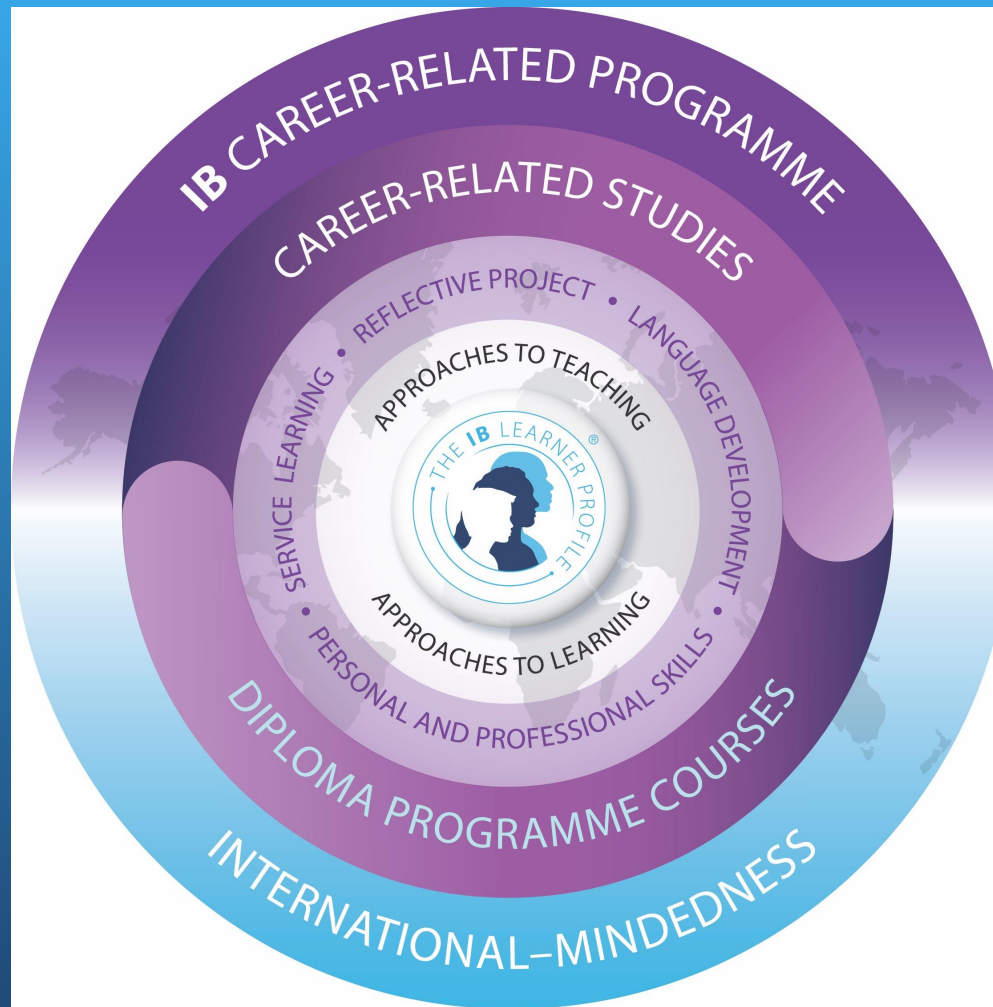 IB CAREER-RELATED PROGRAMME
CAREER-RELATED STUDIES
SERVICE LEARNING • REFLECTIVE PROJECT • LANGUAGE DEVELOPMENT •
APPROACHES TO TEACHING
THE IB LEARNER PROFILE ®
APPROACHES TO LEARNING
• PERSONAL AND PROFESSIONAL SKILLS
DIPLOMA PROGRAMME COURSES
INTERNATIONAL–MINDEDNESS